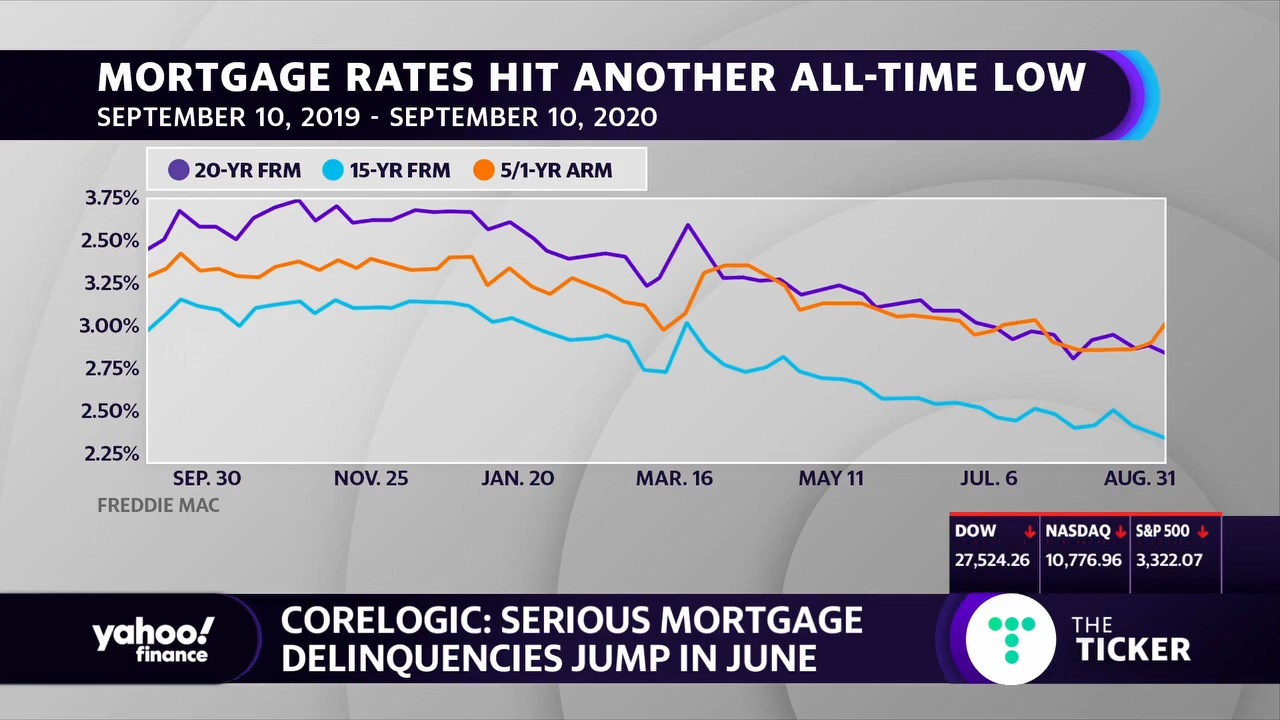 MORTGAGE RATES HIT ANOTHER ALL-TIME LOW
SEPTEMBER 10, 2019 - SEPTEMBER 10, 2020
20-YR FRM 15-YR FRM 5/1-YR ARM
3.75%
2.50%
3.25%
3.00%
2.75%
2.50%
2.25%
SEP. 30 NOV. 25 JAN. 20 MAR. 16 MAY 11 JUL. 6 AUG. 31
FREDDIE MAC
DOW NASDAQ S&P 500
27,524.26 10,776.96 3,322.07
yahoo!
finance
CORELOGIC: SERIOUS MORTGAGE
DELINQUENCIES JUMP IN JUNE
THE
TICKER